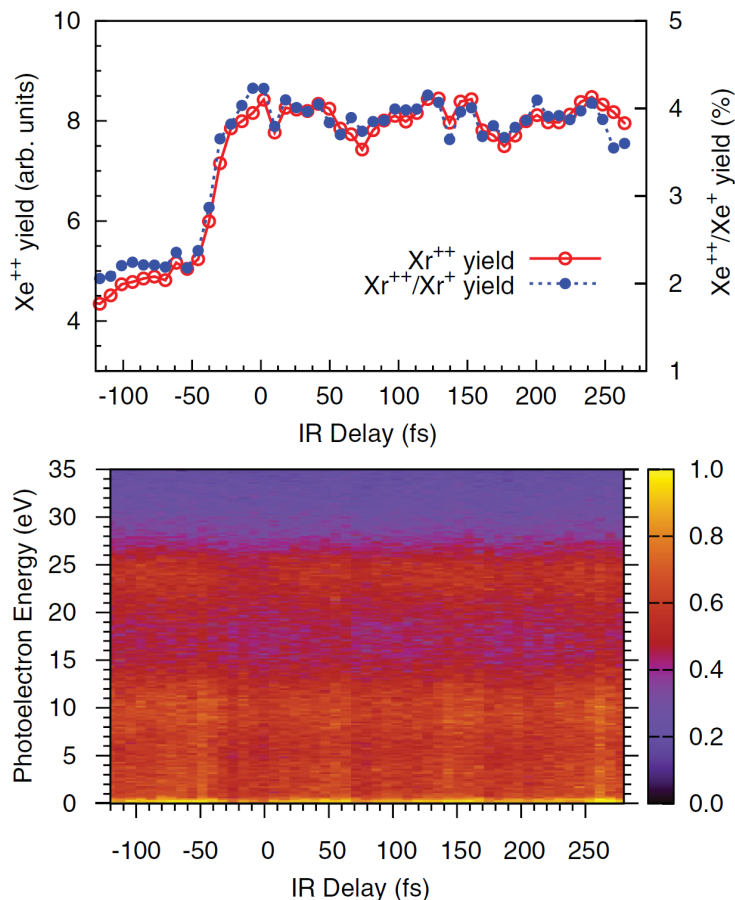 10
8
6
4
5
4
3
2
1
Xe++ yield (arb. units)
Xe++/Xe+ yield (%)
Xr++ yield
Xr++/Xr+ yield
-100 -50 0 50 100 150 200 250
IR Delay (fs)
35
30
25
20
15
10
5
0
Photoelectron Energy (eV)
1.0
0.8
0.6
0.4
0.2
0.0
-100 -50 0 50 100 150 200 250
IR Delay (fs)